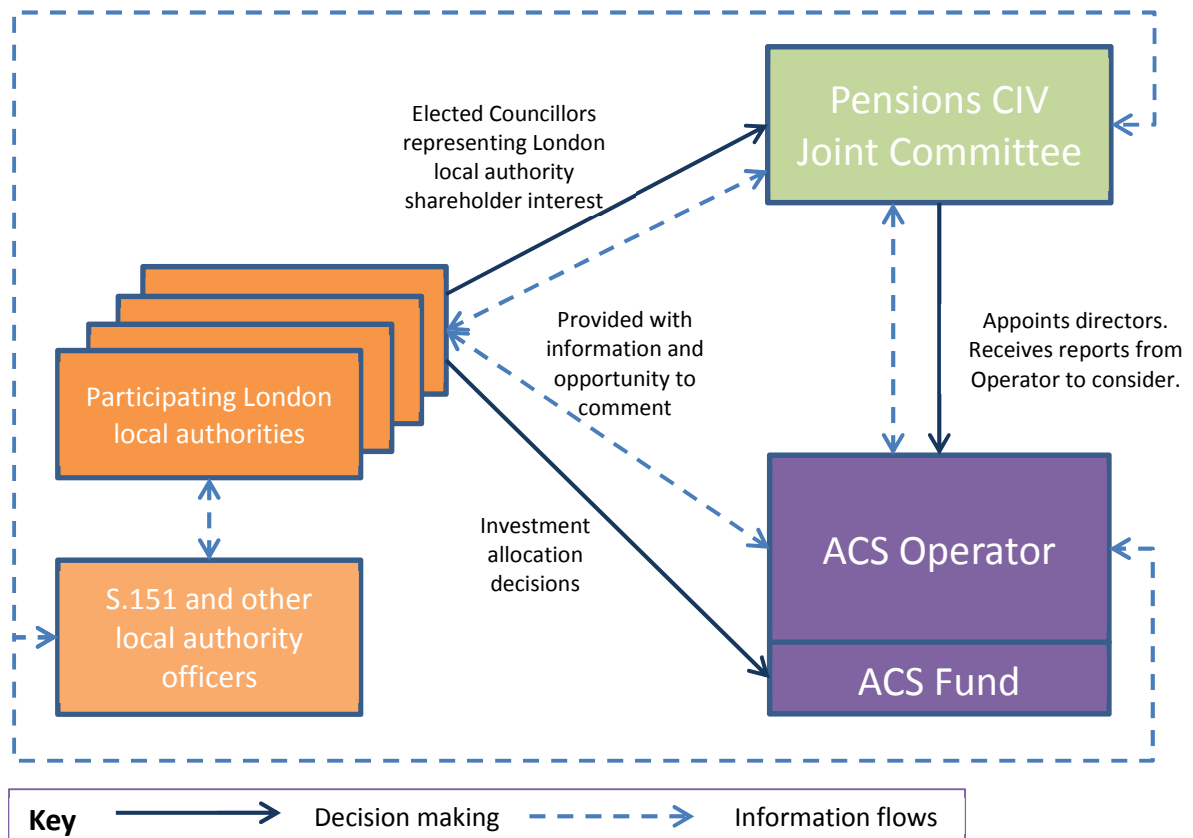 Pensions CIV
Joint Committee
Elected Councillors
representing London
local authority
shareholder interest
Provided with
information and
opportunity to
comment
Appoints directors.
Receives reports from
Operator to consider.
Participating London
local authorities
Investment
allocation
decisions
ACS Operator
S.151 and other
local authority
officers
ACS Fund
Key Decision making Information flows